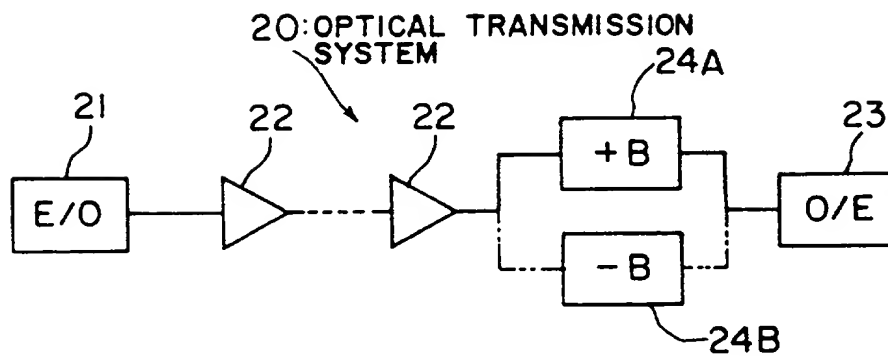 20:OPTICAL TRANSMISSION
SYSTEM
24A
21
22
22
23
+B
E/O
O/E
-B
24B